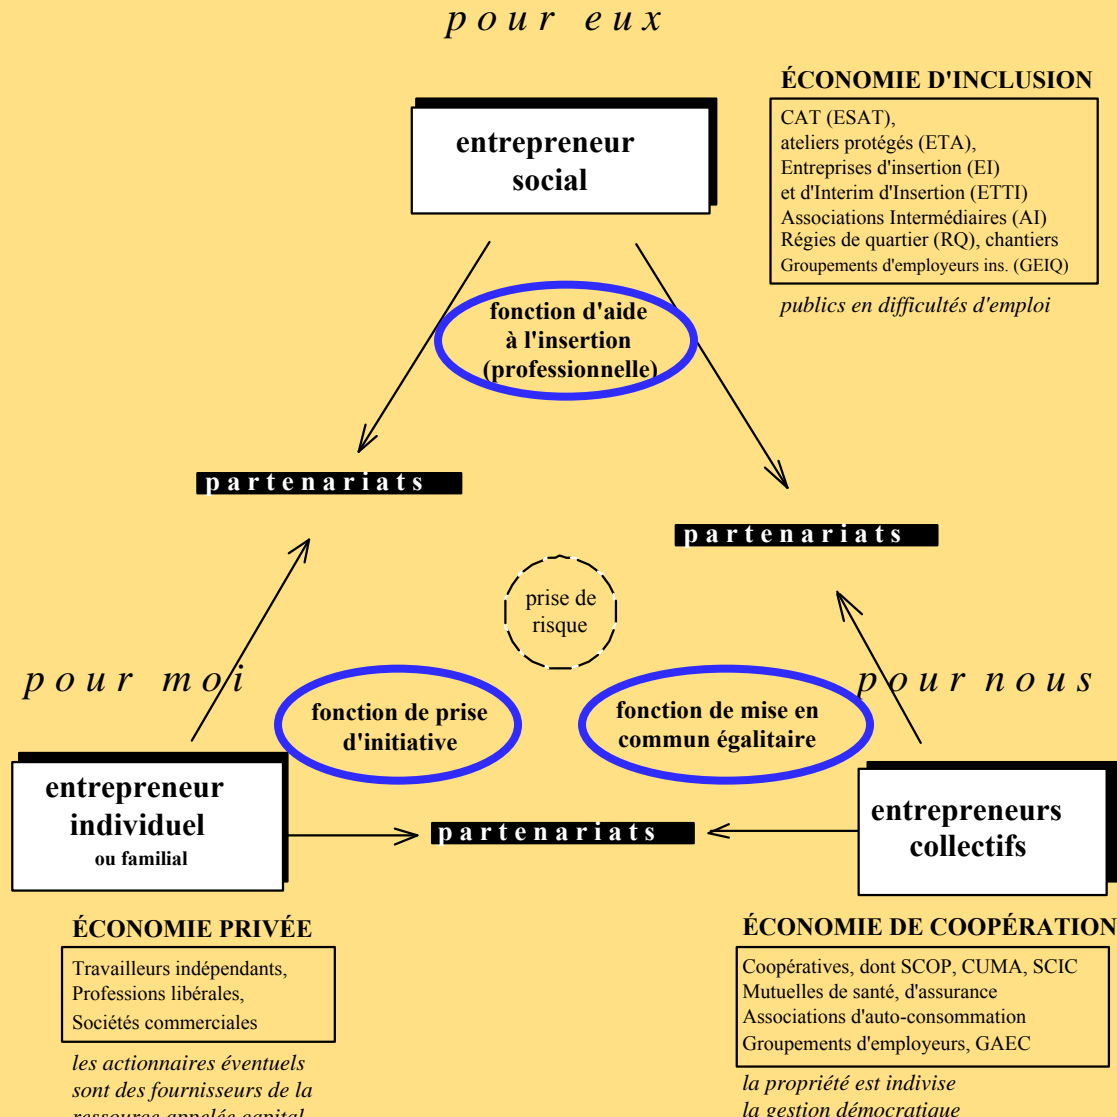 pour eux
ÉCONOMIE D'INCLUSION
entrepreneur
social
CAT (ESAT),
ateliers protégés (ETA),
Entreprises d'insertion (EI)
et d'Interim d'Insertion (ETTI)
Associations Intermédiaires (AI)
Régies de quartier (RQ), chantiers
Groupements d'employeurs ins. (GEIQ)
publics en difficultés d'emploi
fonction d'aide
à l'insertion
(professionnelle)
partenariats
partenariats
prise de
risque
pour moi
pour nous
fonction de prise
d'initiative
fonction de mise en
commun égalitaire
entrepreneur
individuel
ou familial
partenariats
entrepreneurs
collectifs
ÉCONOMIE PRIVÉE
Travailleurs indépendants,
Professions libérales,
Sociétés commerciales
les actionnaires éventuels
sont des fournisseurs de la
ressource appelée capital
ÉCONOMIE DE COOPÉRATION
Coopératives, dont SCOP, CUMA, SCIC
Mutuelles de santé, d'assurance
Associations d'auto-consommation
Groupements d'employeurs, GAEC
la propriété est indivise
la gestion démocratique